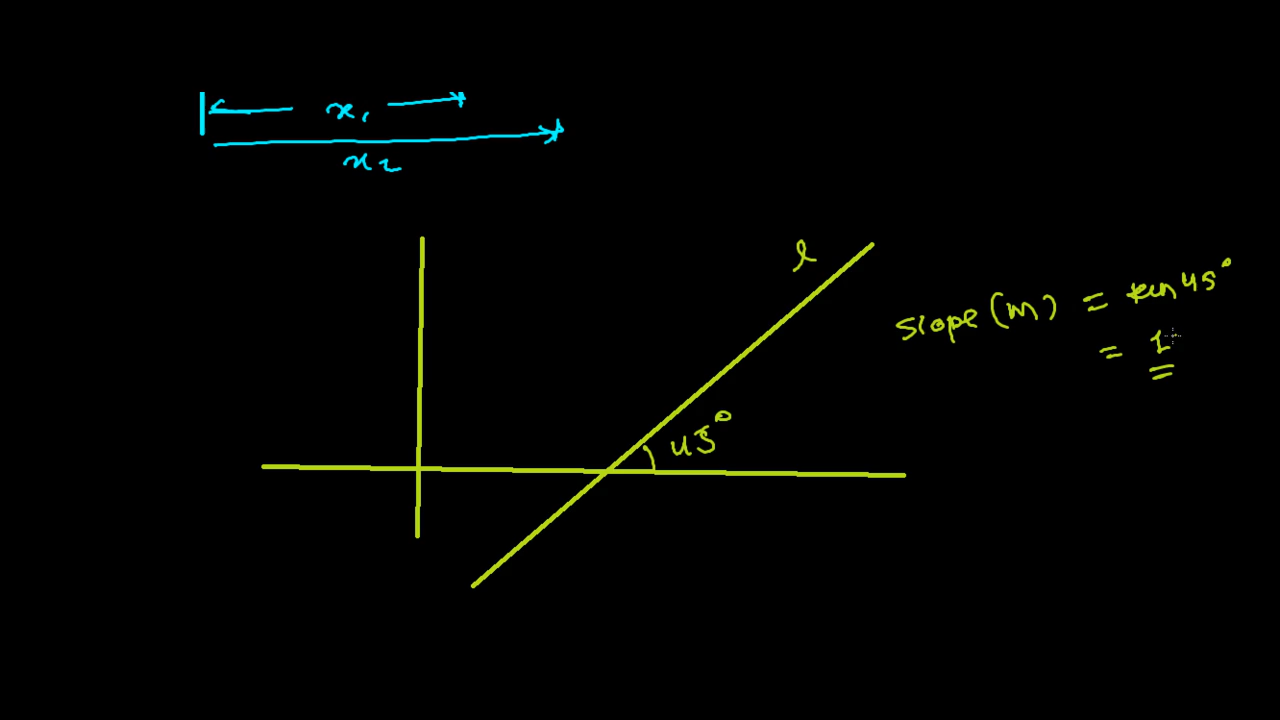 x₁
x₂
l
slope (m) = tan 45°
= 1
45°